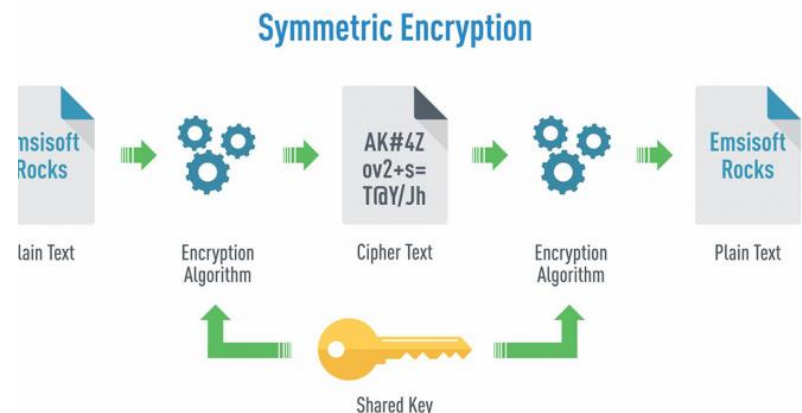 Symmetric Encryption
msisoft
Rocks
AK#4Z
ov2+s=
T@Y/Jh
Emsisoft
Rocks
lain Text
Encryption
Algorithm
Cipher Text
Encryption
Algorithm
Plain Text
Shared Key